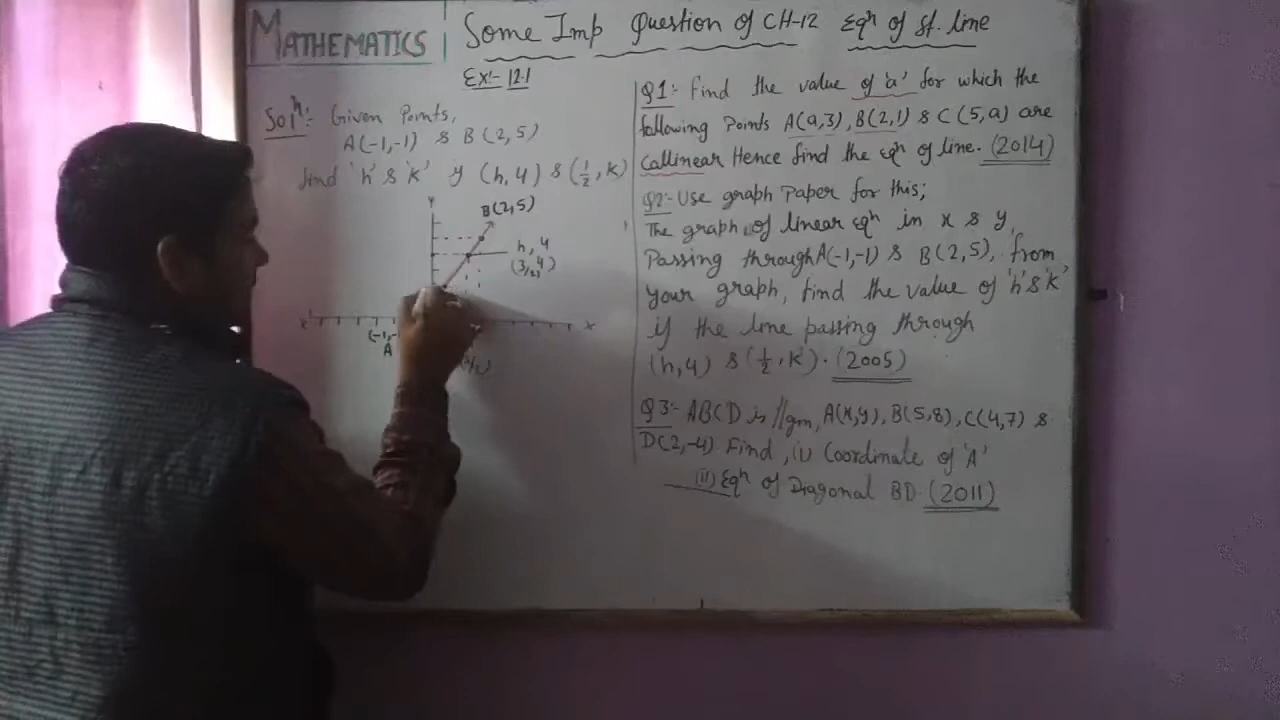 MATHEMATICS
Some Imp Question of CH-12 Eqⁿ of St. line
Ex:- 12.1
Solⁿ: Given Points,
A(-1,-1) & B(2,5)
find 'h' & 'k' if (h,4) & (½,k)
Y
B(2,5)
h,4
(3/2,4)
X'
X
A
Q1:- Find the value of 'a' for which the
following Points A(a,3), B(2,1) & C(5,a) are
Callinear Hence find the eqⁿ of line. (2014)
Q2:- Use graph Paper for this;
The graph of linear eqⁿ in x & y,
Passing through A(-1,-1) & B(2,5), from
your graph, find the value of 'h' & 'k'
if the line passing through
(h,4) & (½,k). (2005)
Q3:- ABCD is //gm, A(x,y), B(5,8), C(4,7) &
D(2,-4). Find, (i) Coordinate of 'A'
(ii) Eqⁿ of Diagonal BD. (2011)